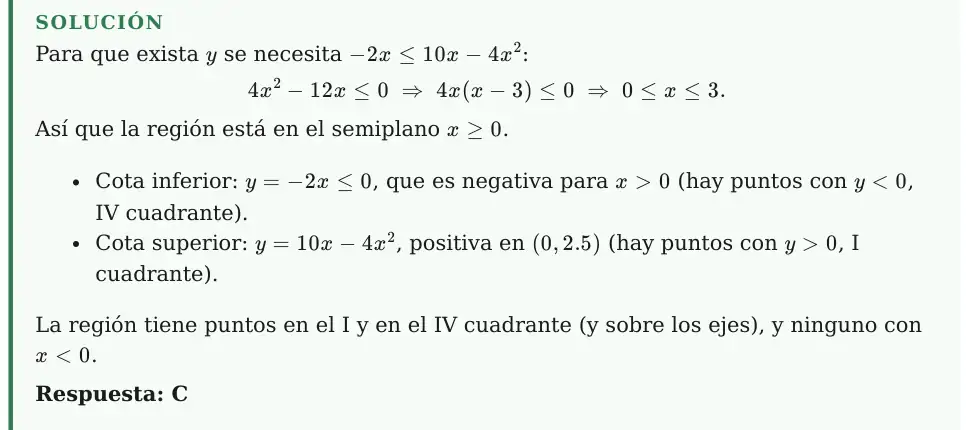 SOLUCIÓN
Para que exista y se necesita −2x ≤ 10x − 4x²:
4x² − 12x ≤ 0 ⇒ 4x(x − 3) ≤ 0 ⇒ 0 ≤ x ≤ 3.
Así que la región está en el semiplano x ≥ 0.
• Cota inferior: y = −2x ≤ 0, que es negativa para x > 0 (hay puntos con y < 0,
IV cuadrante).
• Cota superior: y = 10x − 4x², positiva en (0, 2.5) (hay puntos con y > 0, I
cuadrante).
La región tiene puntos en el I y en el IV cuadrante (y sobre los ejes), y ninguno con
x < 0.
Respuesta: C